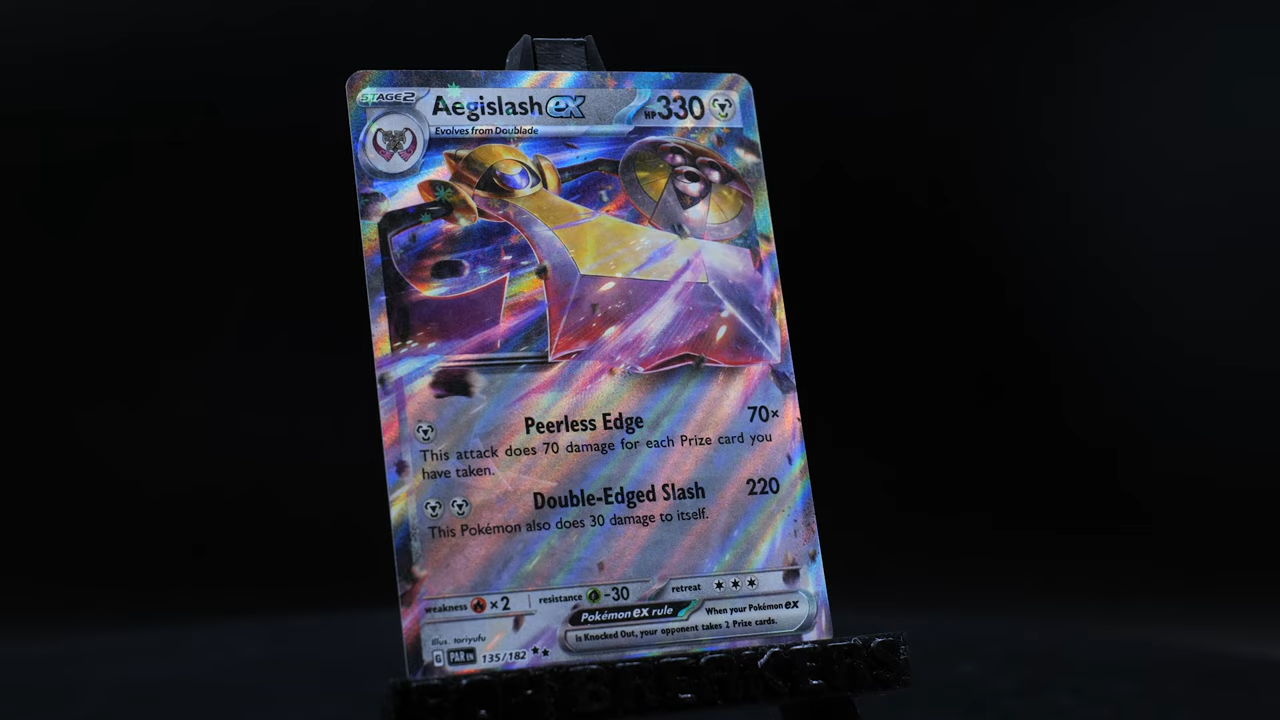 STAGE2 Aegislash ex HP330
Evolves from Doublade
Peerless Edge 70×
This attack does 70 damage for each Prize card you
have taken.
Double-Edged Slash 220
This Pokémon also does 30 damage to itself.
weakness ×2 resistance -30 retreat
Pokémon ex rule When your Pokémon ex
is Knocked Out, your opponent takes 2 Prize cards.
Illus. toriyufu
G PAR EN 135/182